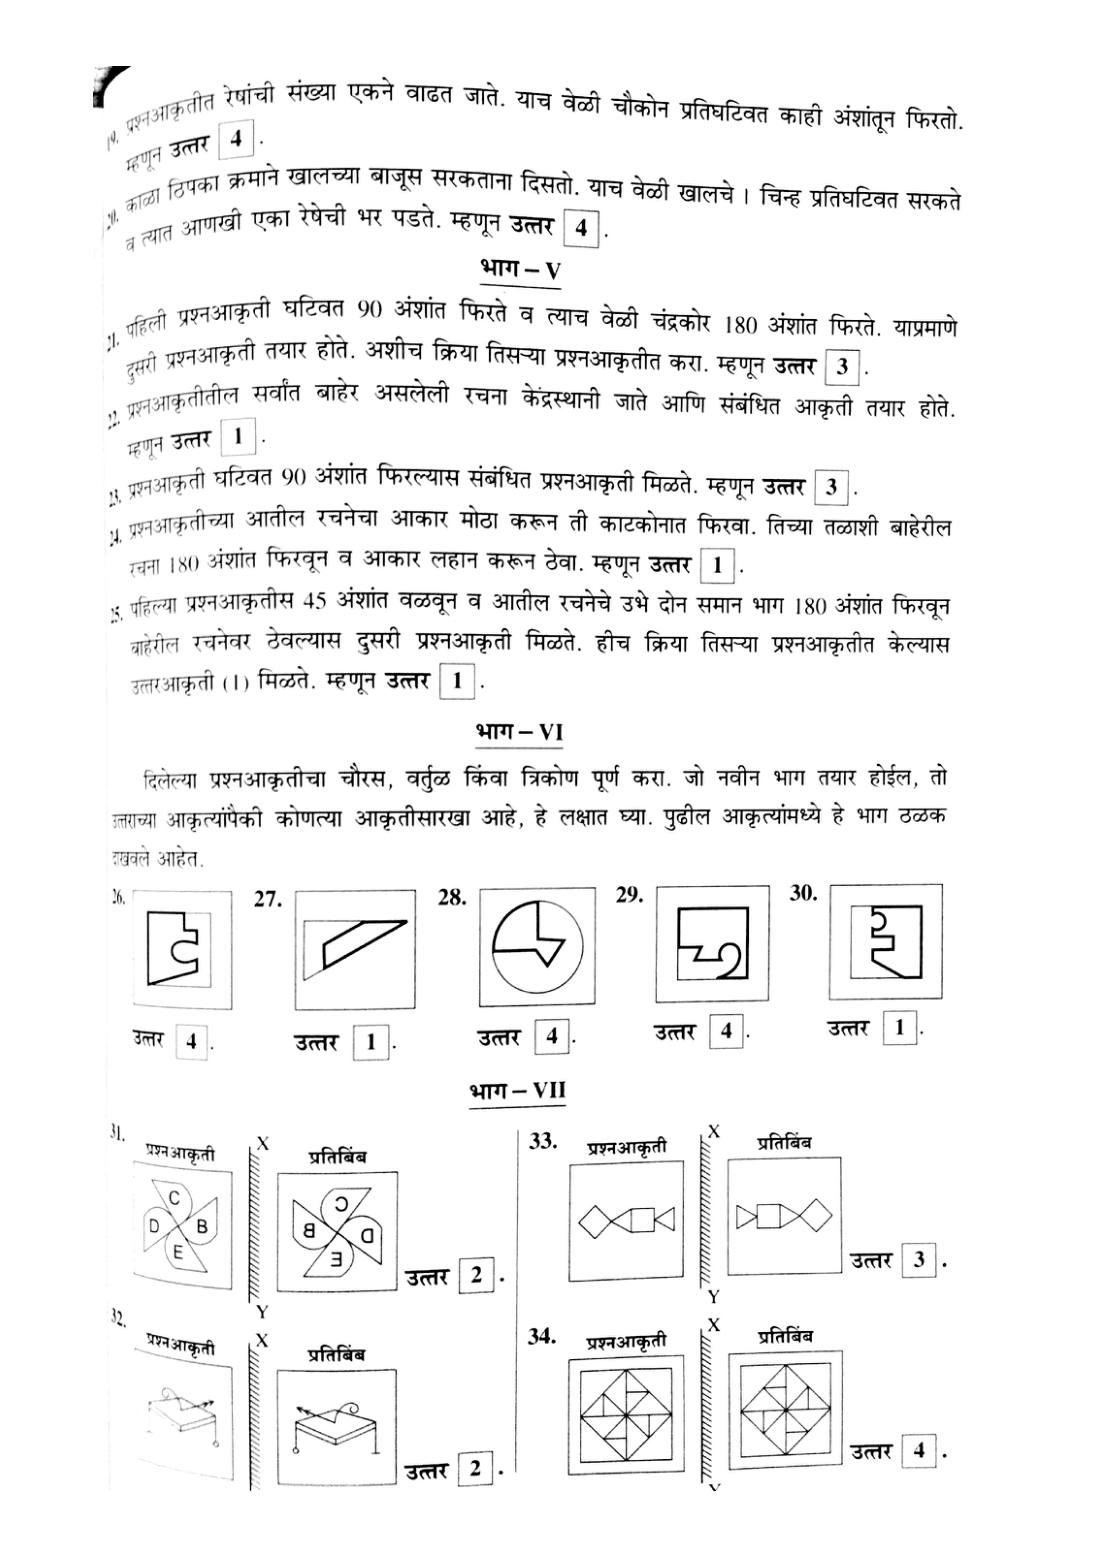 19. प्रश्नआकृतीत रेषांची संख्या एकने वाढत जाते. याच वेळी चौकोन प्रतिघटिवत काही अंशांतून फिरतो.
म्हणून उत्तर 4 .
20. काळा ठिपका क्रमाने खालच्या बाजूस सरकताना दिसतो. याच वेळी खालचे । चिन्ह प्रतिघटिवत सरकते
व त्यात आणखी एका रेषेची भर पडते. म्हणून उत्तर 4 .
भाग – V
21. पहिली प्रश्नआकृती घटिवत 90 अंशांत फिरते व त्याच वेळी चंद्रकोर 180 अंशांत फिरते. याप्रमाणे
दुसरी प्रश्नआकृती तयार होते. अशीच क्रिया तिसऱ्या प्रश्नआकृतीत करा. म्हणून उत्तर 3 .
22. प्रश्नआकृतीतील सर्वांत बाहेर असलेली रचना केंद्रस्थानी जाते आणि संबंधित आकृती तयार होते.
म्हणून उत्तर 1 .
23. प्रश्नआकृती घटिवत 90 अंशांत फिरल्यास संबंधित प्रश्नआकृती मिळते. म्हणून उत्तर 3 .
24. प्रश्नआकृतीच्या आतील रचनेचा आकार मोठा करून ती काटकोनात फिरवा. तिच्या तळाशी बाहेरील
रचना 180 अंशांत फिरवून व आकार लहान करून ठेवा. म्हणून उत्तर 1 .
25. पहिल्या प्रश्नआकृतीस 45 अंशांत वळवून व आतील रचनेचे उभे दोन समान भाग 180 अंशांत फिरवून
बाहेरील रचनेवर ठेवल्यास दुसरी प्रश्नआकृती मिळते. हीच क्रिया तिसऱ्या प्रश्नआकृतीत केल्यास
उत्तरआकृती (1) मिळते. म्हणून उत्तर 1 .
भाग – VI
दिलेल्या प्रश्नआकृतीचा चौरस, वर्तुळ किंवा त्रिकोण पूर्ण करा. जो नवीन भाग तयार होईल, तो
उत्तराच्या आकृत्यांपैकी कोणत्या आकृतीसारखा आहे, हे लक्षात घ्या. पुढील आकृत्यांमध्ये हे भाग ठळक
दाखवले आहेत.
26. 27. 28. 29. 30.
उत्तर 4 . उत्तर 1 . उत्तर 4 . उत्तर 4 . उत्तर 1 .
भाग – VII
31. प्रश्नआकृती X प्रतिबिंब
C D B E
C B D E
Y
उत्तर 2 .
32. प्रश्नआकृती X प्रतिबिंब
उत्तर 2 .
33. प्रश्नआकृती X प्रतिबिंब
Y
उत्तर 3 .
34. प्रश्नआकृती X प्रतिबिंब
उत्तर 4 .
Y